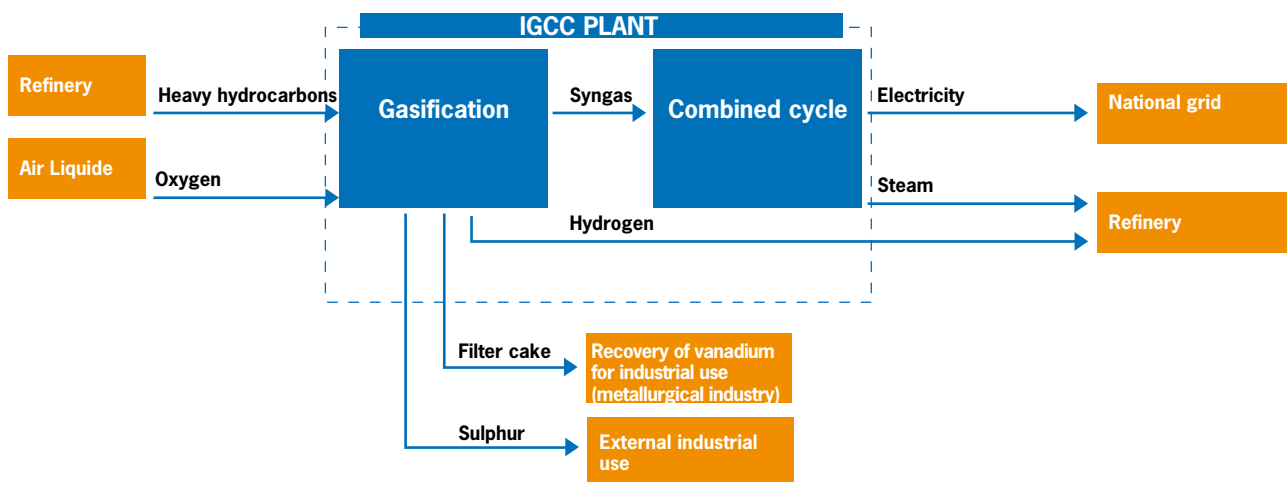 IGCC PLANT
Refinery
Heavy hydrocarbons
Gasification
Syngas
Combined cycle
Electricity
National grid
Air Liquide
Oxygen
Steam
Hydrogen
Refinery
Filter cake
Recovery of vanadium
for industrial use
(metallurgical industry)
Sulphur
External industrial
use